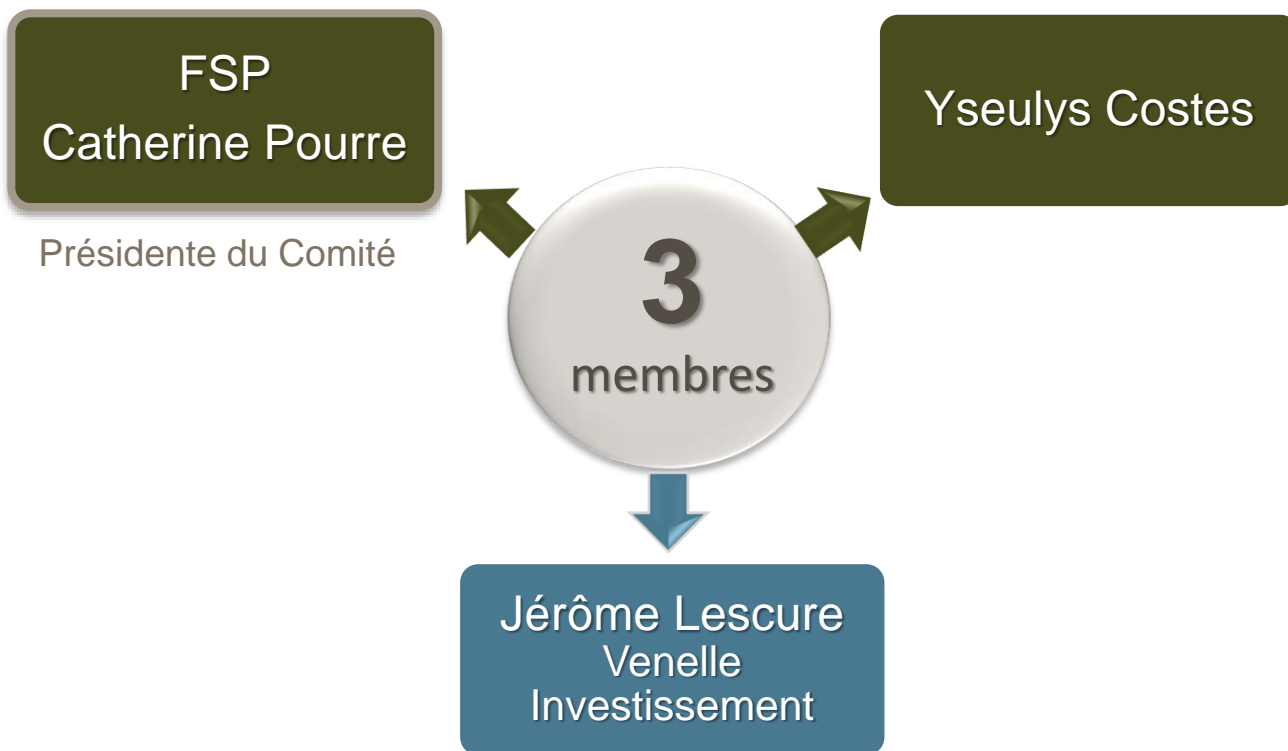 FSP
Catherine Pourre
Présidente du Comité
Yseulys Costes
3
membres
Jérôme Lescure
Venelle
Investissement